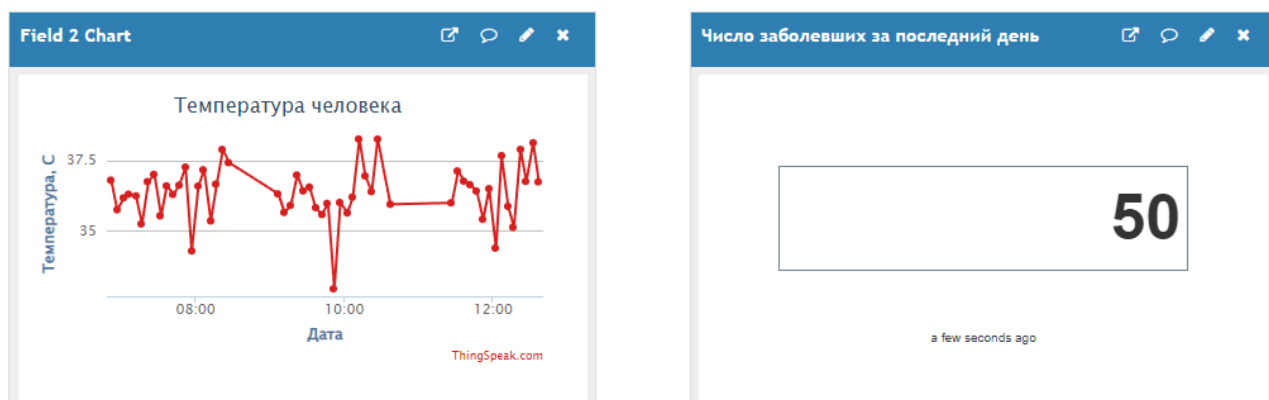 Field 2 Chart
Температура человека
Температура, С
37.5
35
08:00
10:00
12:00
Дата
ThingSpeak.com
Число заболевших за последний день
50
a few seconds ago